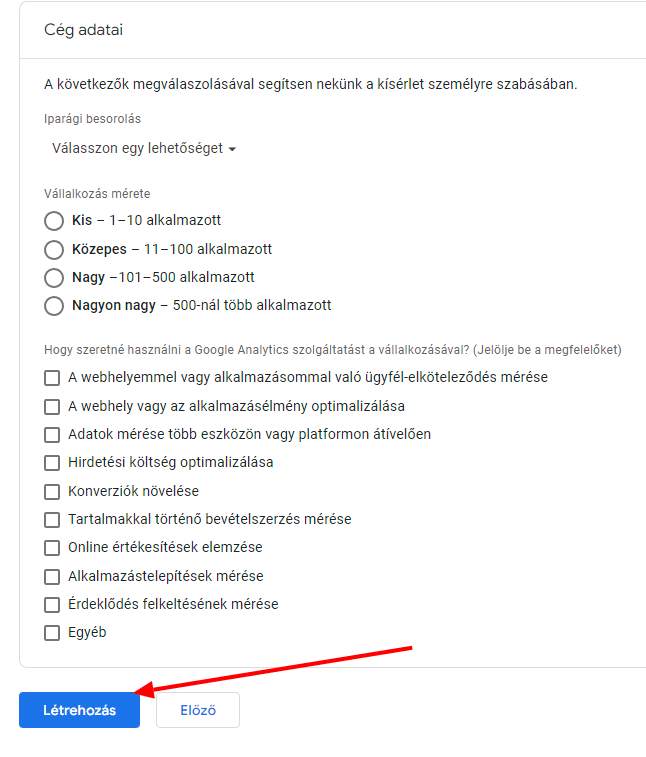 Cég adatai
A következők megválaszolásával segítsen nekünk a kísérlet személyre szabásában.
Iparági besorolás
Válasszon egy lehetőséget
Vállalkozás mérete
Kis – 1–10 alkalmazott
Közepes – 11–100 alkalmazott
Nagy –101–500 alkalmazott
Nagyon nagy – 500-nál több alkalmazott
Hogy szeretné használni a Google Analytics szolgáltatást a vállalkozásával? (Jelölje be a megfelelőket)
A webhelyemmel vagy alkalmazásommal való ügyfél-elköteleződés mérése
A webhely vagy az alkalmazásélmény optimalizálása
Adatok mérése több eszközön vagy platformon átívelően
Hirdetési költség optimalizálása
Konverziók növelése
Tartalmakkal történő bevételszerzés mérése
Online értékesítések elemzése
Alkalmazástelepítések mérése
Érdeklődés felkeltésének mérése
Egyéb
Létrehozás Előző